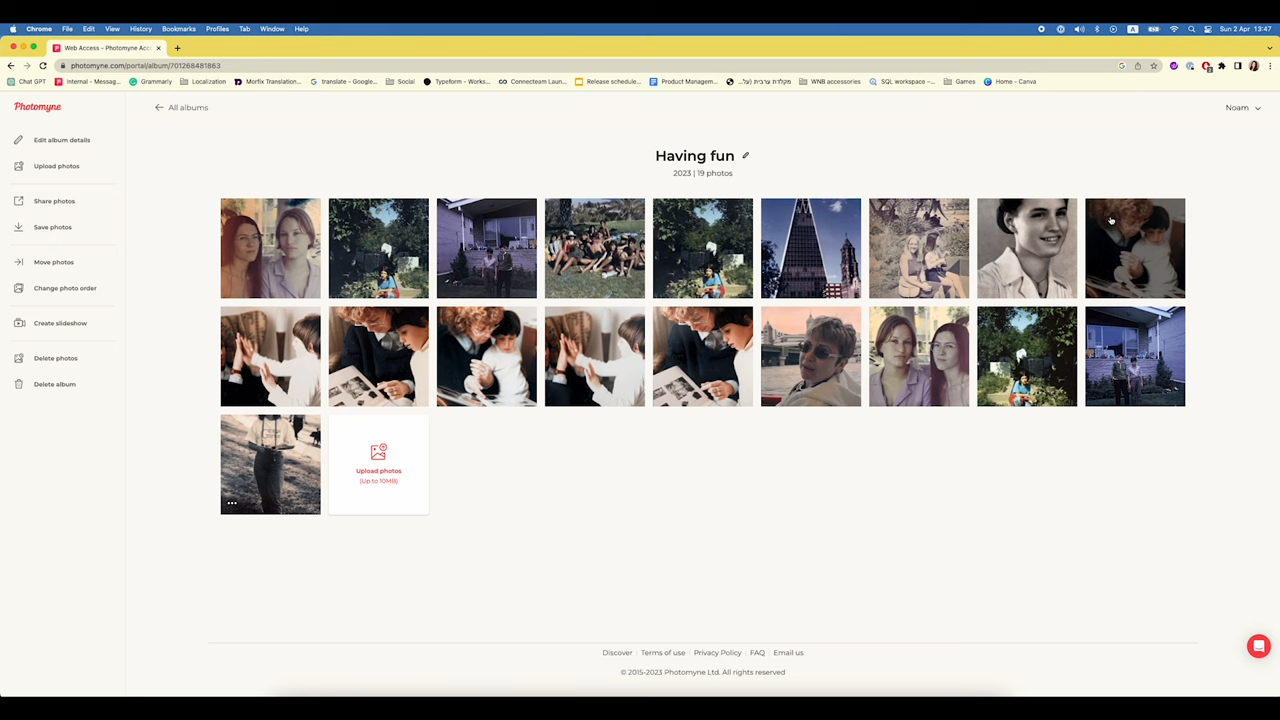 Chrome File Edit View History Bookmarks Profiles Tab Window Help
A Sun 2 Apr 13:47
Web Access - Photomyne Acc
photomyne.com/portal/album/701268481863
Chat GPT Internal - Messag... Grammarly Localization Morfix Translation... translate - Google... Social Typeform - Works... Connecteam Laun... Release schedule... Product Managem... WNB accessories SQL workspace –... Games Home - Canva
Photomyne
All albums
Noam
Edit album details
Upload photos
Share photos
Save photos
Move photos
Change photo order
Create slideshow
Delete photos
Delete album
Having fun
2023 | 19 photos
Upload photos
(Up to 10MB)
Discover | Terms of use | Privacy Policy | FAQ | Email us
© 2015-2023 Photomyne Ltd. All rights reserved